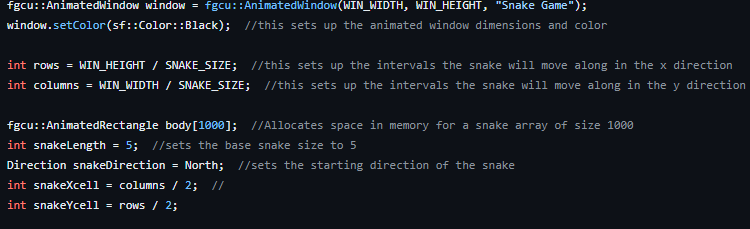 fgcu::AnimatedWindow window = fgcu::AnimatedWindow(WIN_WIDTH, WIN_HEIGHT, "Snake Game");
window.setColor(sf::Color::Black);  //this sets up the animated window dimensions and color
int rows = WIN_HEIGHT / SNAKE_SIZE;  //this sets up the intervals the snake will move along in the x direction
int columns = WIN_WIDTH / SNAKE_SIZE;  //this sets up the intervals the snake will move along in the y direction
fgcu::AnimatedRectangle body[1000];  //Allocates space in memory for a snake array of size 1000
int snakeLength = 5;  //sets the base snake size to 5
Direction snakeDirection = North;  //sets the starting direction of the snake
int snakeXcell = columns / 2;  //
int snakeYcell = rows / 2;